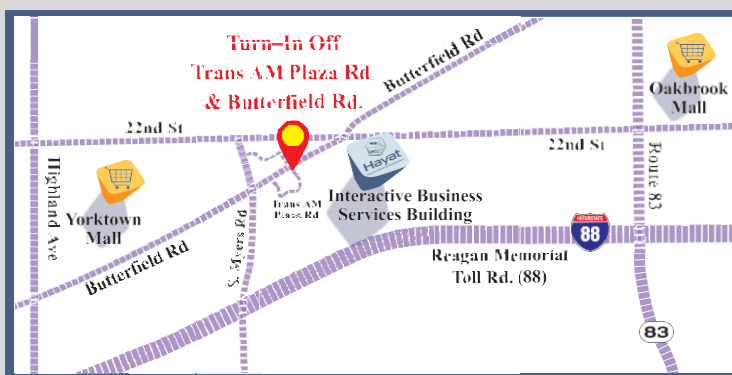 Turn–In Off
Trans AM Plaza Rd
& Butterfield Rd.
Butterfield Rd
Oakbrook
Mall
22nd St
22nd St
Hayat
Highland Ave
Route 83
Yorktown
Mall
Trans AM
Plaza Rd
Interactive Business
Services Building
S. Myers Rd
Butterfield Rd
INTERSTATE
88
Reagan Memorial
Toll Rd. (88)
83